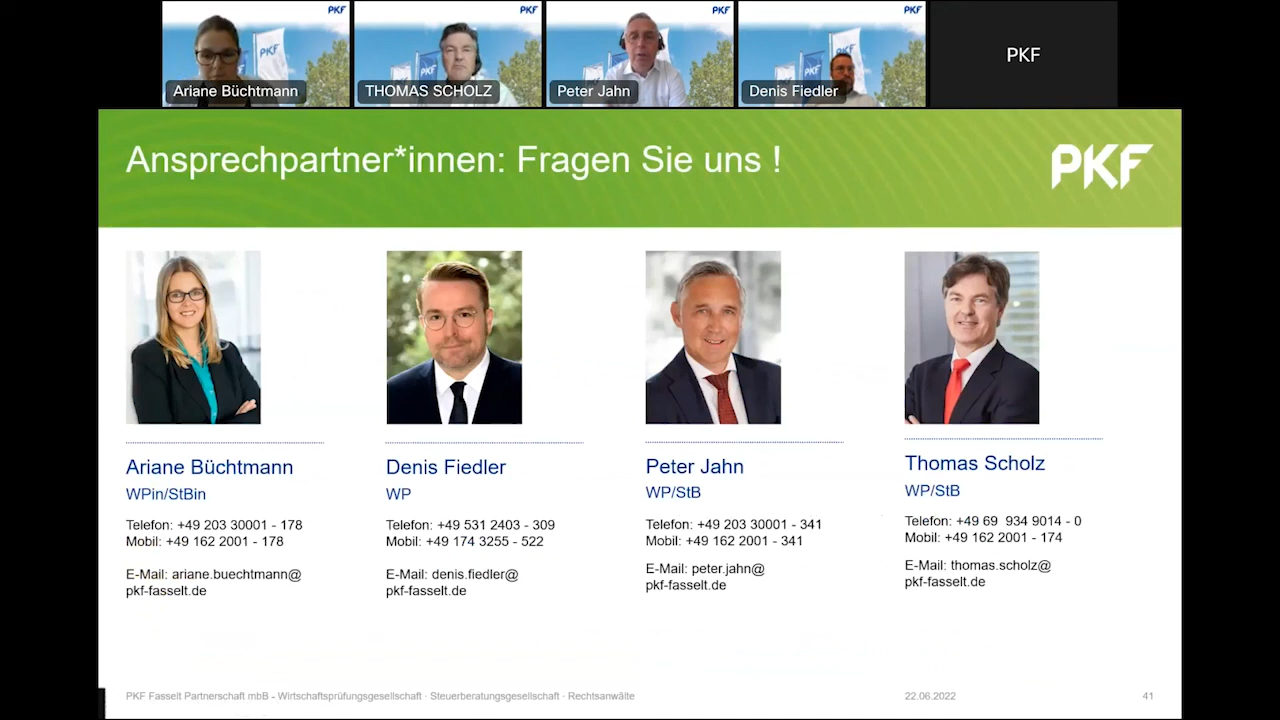 PKF
PKF
PKF
PKF
PKF
PKF
PKF
PKF
Ariane Büchtmann
THOMAS SCHOLZ
Peter Jahn
Denis Fiedler
Ansprechpartner*innen: Fragen Sie uns !
PKF
Ariane Büchtmann
WPin/StBin
Telefon: +49 203 30001 - 178
Mobil: +49 162 2001 - 178
E-Mail: ariane.buechtmann@
pkf-fasselt.de
Denis Fiedler
WP
Telefon: +49 531 2403 - 309
Mobil: +49 174 3255 - 522
E-Mail: denis.fiedler@
pkf-fasselt.de
Peter Jahn
WP/StB
Telefon: +49 203 30001 - 341
Mobil: +49 162 2001 - 341
E-Mail: peter.jahn@
pkf-fasselt.de
Thomas Scholz
WP/StB
Telefon: +49 69 934 9014 - 0
Mobil: +49 162 2001 - 174
E-Mail: thomas.scholz@
pkf-fasselt.de
PKF Fasselt Partnerschaft mbB - Wirtschaftsprüfungsgesellschaft · Steuerberatungsgesellschaft · Rechtsanwälte
22.06.2022
41